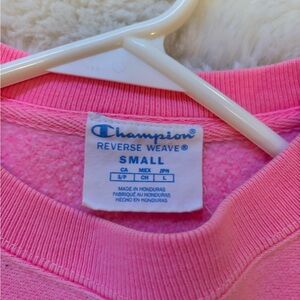 Champion®
REVERSE WEAVE®
SMALL
CA MEX JPN
S/P CH L
MADE IN HONDURAS
FABRIQUÉ AU HONDURAS
HECHO EN HONDURAS